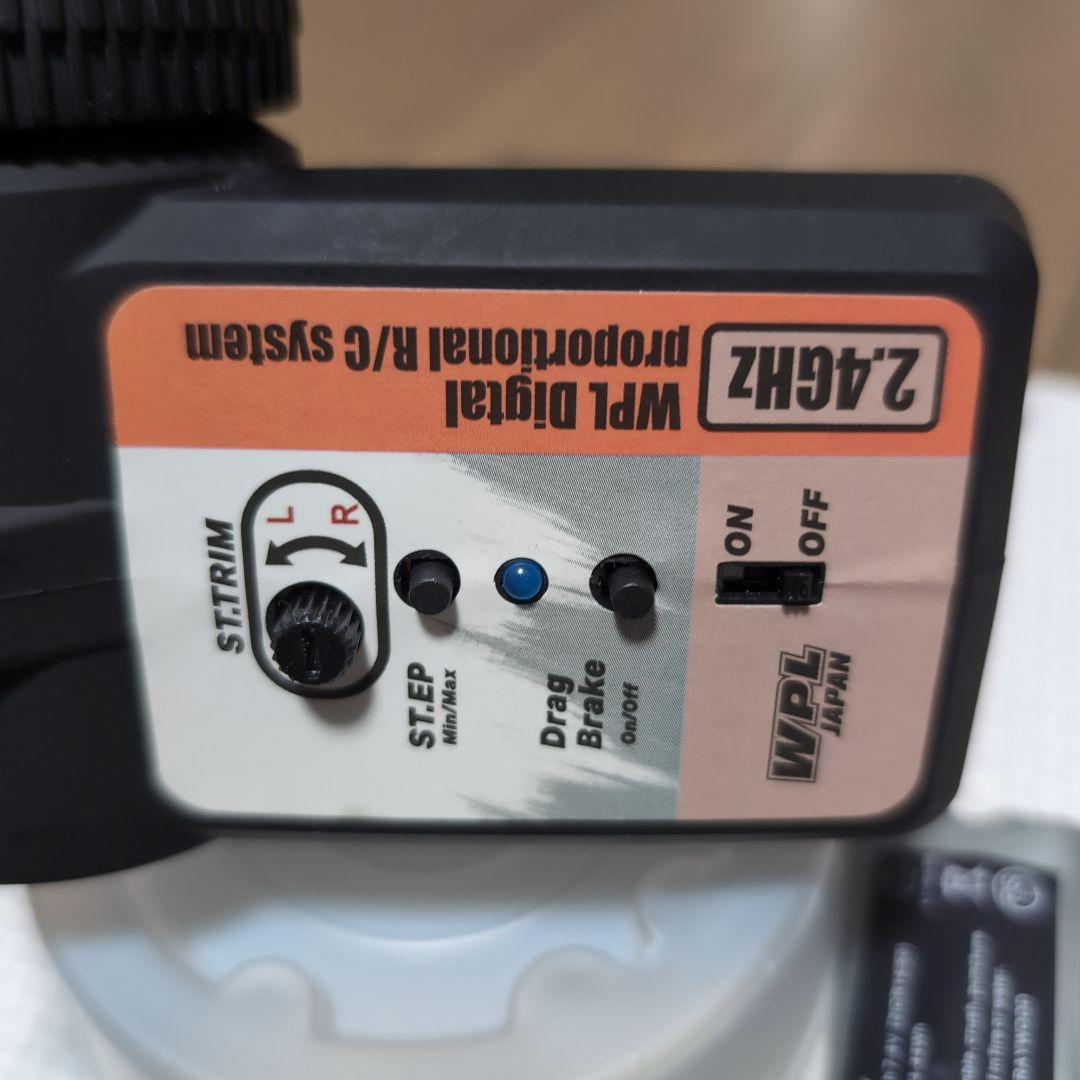 WPL Digtal
proportional R/C system
2.4GHz
ST.TRIM
L
R
ST.EP
Min/Max
Drag
Brake
On/Off
ON
OFF
WPL
JAPAN